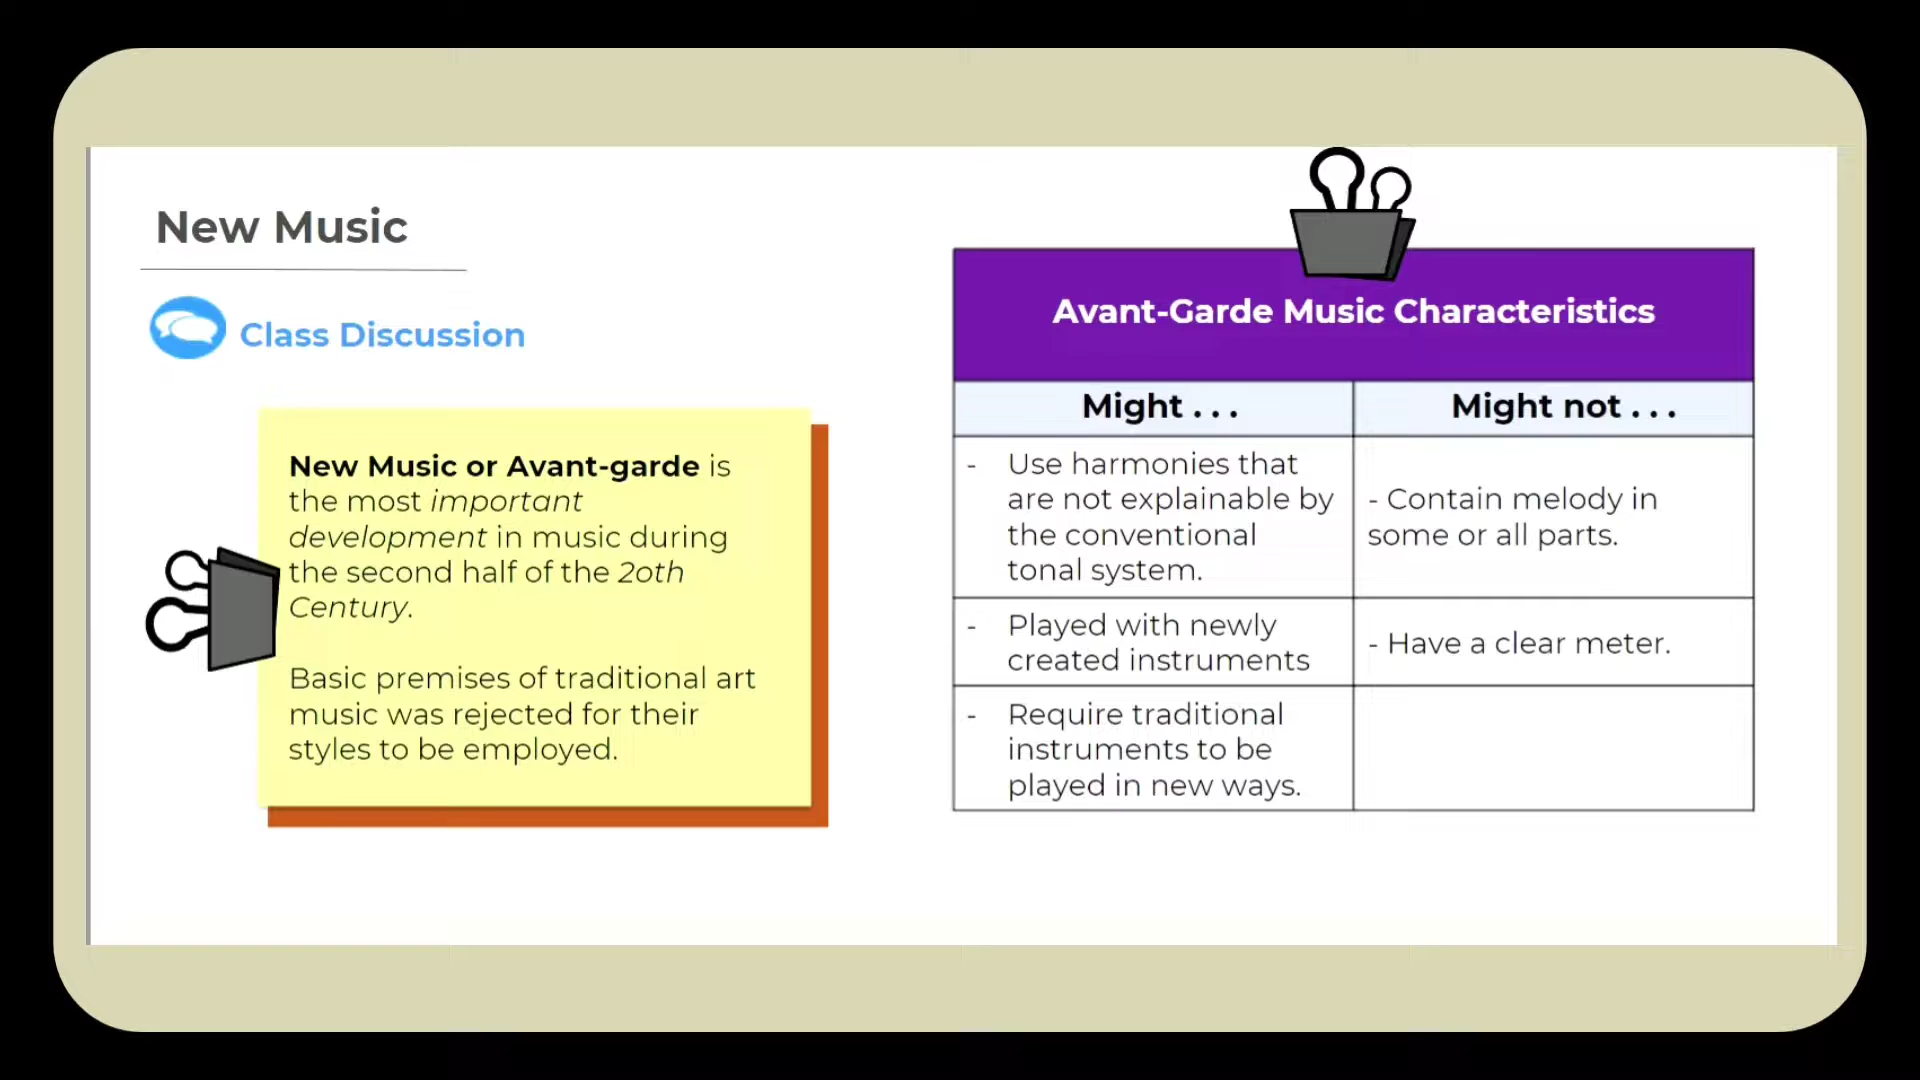 New Music
Class Discussion
New Music or Avant-garde is
the most important
development in music during
the second half of the 2oth
Century.
Basic premises of traditional art
music was rejected for their
styles to be employed.
Avant-Garde Music Characteristics
Might . . .
Might not . . .
- Use harmonies that
are not explainable by
the conventional
tonal system.
- Contain melody in
some or all parts.
- Played with newly
created instruments
- Have a clear meter.
- Require traditional
instruments to be
played in new ways.